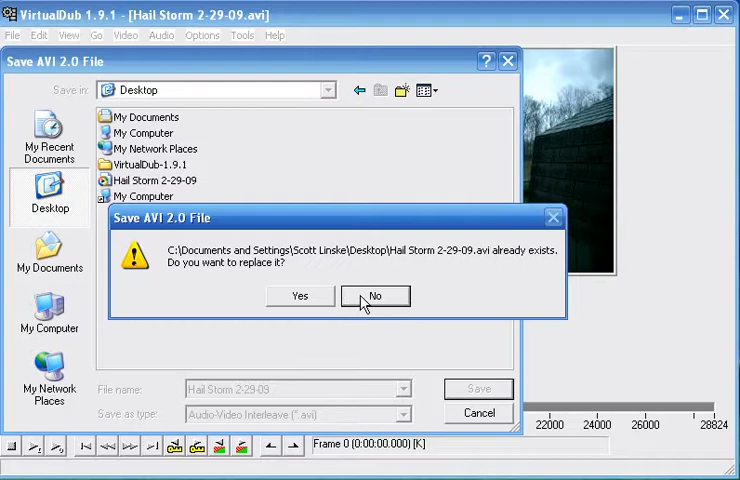 VirtualDub 1.9.1 - [Hail Storm 2-29-09.avi]
File Edit View Go Video Audio Options Tools Help
Save AVI 2.0 File
Save in: Desktop
My Recent
Documents
Desktop
My Documents
My Computer
My Network
Places
My Documents
My Computer
My Network Places
VirtualDub-1.9.1
Hail Storm 2-29-09
My Computer
Save AVI 2.0 File
C:\Documents and Settings\Scott Linske\Desktop\Hail Storm 2-29-09.avi already exists.
Do you want to replace it?
Yes No
File name: Hail Storm 2-29-09 Save
Save as type: Audio-Video Interleave (*.avi) Cancel
22000 24000 26000 28824
Frame 0 (0:00:00.000) [K]